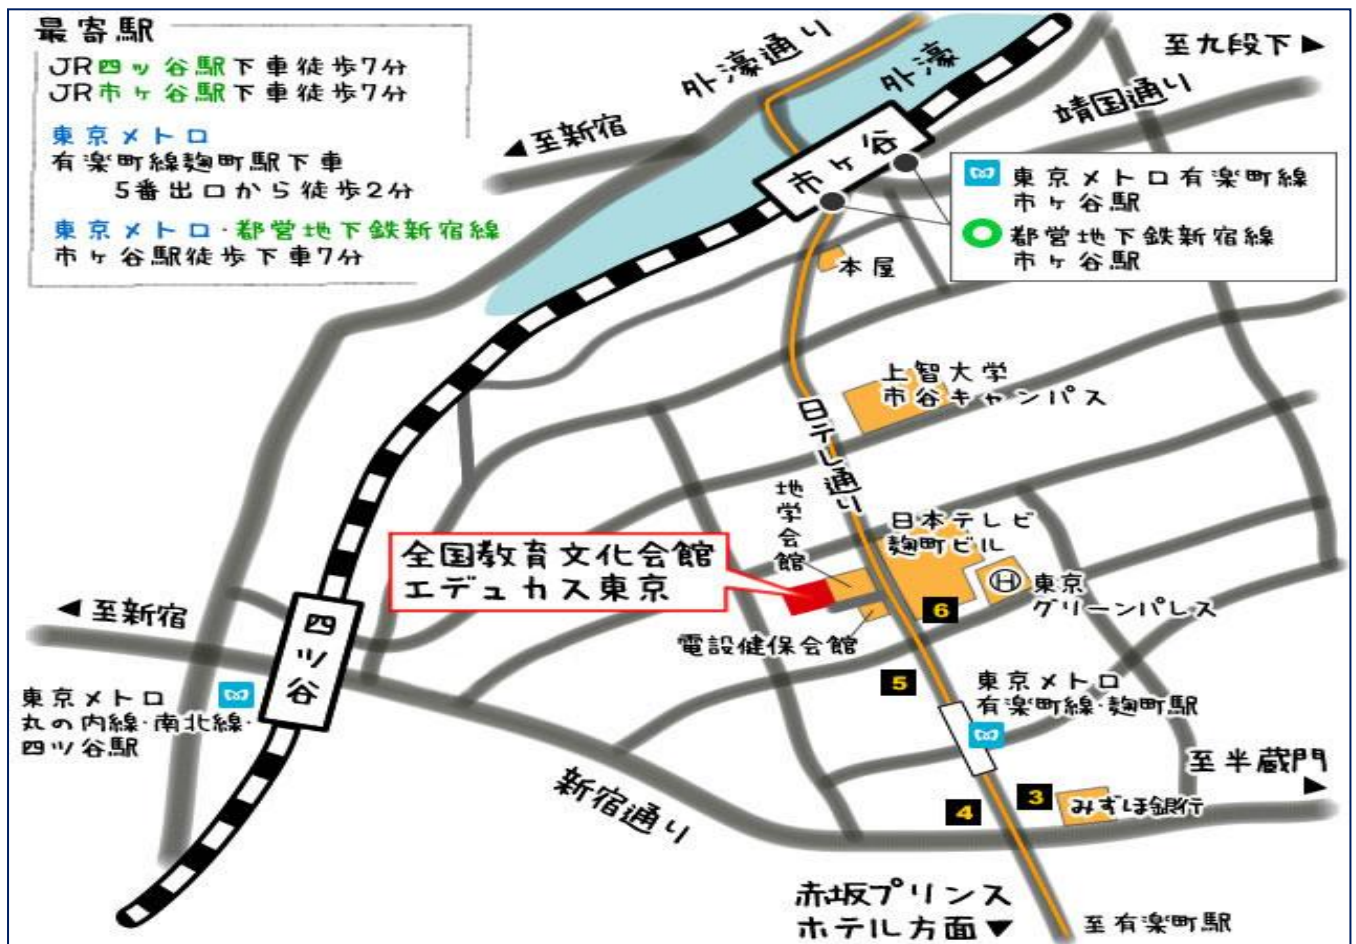 最寄駅
JR四ッ谷駅下車徒歩7分
JR市ヶ谷駅下車徒歩7分
東京メトロ
有楽町線麹町駅下車
5番出口から徒歩2分
東京メトロ・都営地下鉄新宿線
市ヶ谷駅徒歩下車7分
外濠通り
外濠
至九段下▶
靖国通り
◀至新宿
市ヶ谷
東京メトロ有楽町線
市ヶ谷駅
都営地下鉄新宿線
市ヶ谷駅
本屋
上智大学
市谷キャンパス
日テレ通り
地学会館
日本テレビ
麹町ビル
全国教育文化会館
エデュカス東京
H
東京
グリーンパレス
6
電設健保会館
◀至新宿
四ツ谷
東京メトロ
丸の内線・南北線・
四ツ谷駅
5
東京メトロ
有楽町線・麹町駅
新宿通り
至半蔵門
▶
4
3
みずほ銀行
赤坂プリンス
ホテル方面▼
至有楽町駅